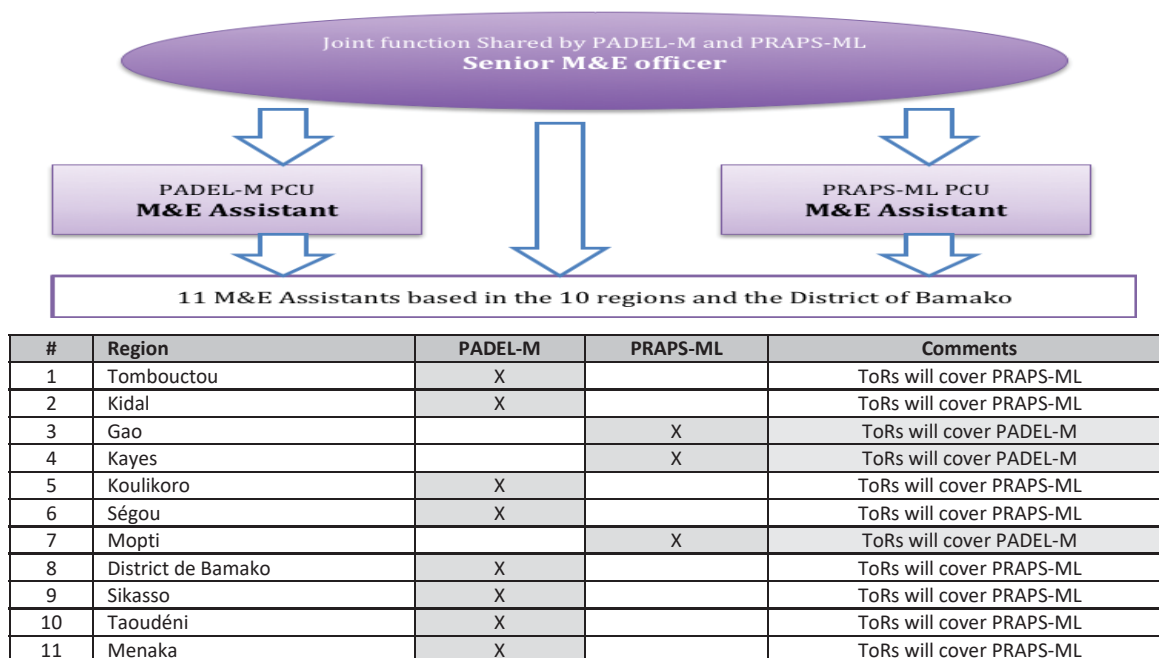 Joint function Shared by PADEL-M and PRAPS-ML
Senior M&E officer
PADEL-M PCU
M&E Assistant
PRAPS-ML PCU
M&E Assistant
11 M&E Assistants based in the 10 regions and the District of Bamako
# Region PADEL-M PRAPS-ML Comments
1 Tombouctou X ToRs will cover PRAPS-ML
2 Kidal X ToRs will cover PRAPS-ML
3 Gao X ToRs will cover PADEL-M
4 Kayes X ToRs will cover PADEL-M
5 Koulikoro X ToRs will cover PRAPS-ML
6 Ségou X ToRs will cover PRAPS-ML
7 Mopti X ToRs will cover PADEL-M
8 District de Bamako X ToRs will cover PRAPS-ML
9 Sikasso X ToRs will cover PRAPS-ML
10 Taoudéni X ToRs will cover PRAPS-ML
11 Menaka X ToRs will cover PRAPS-ML